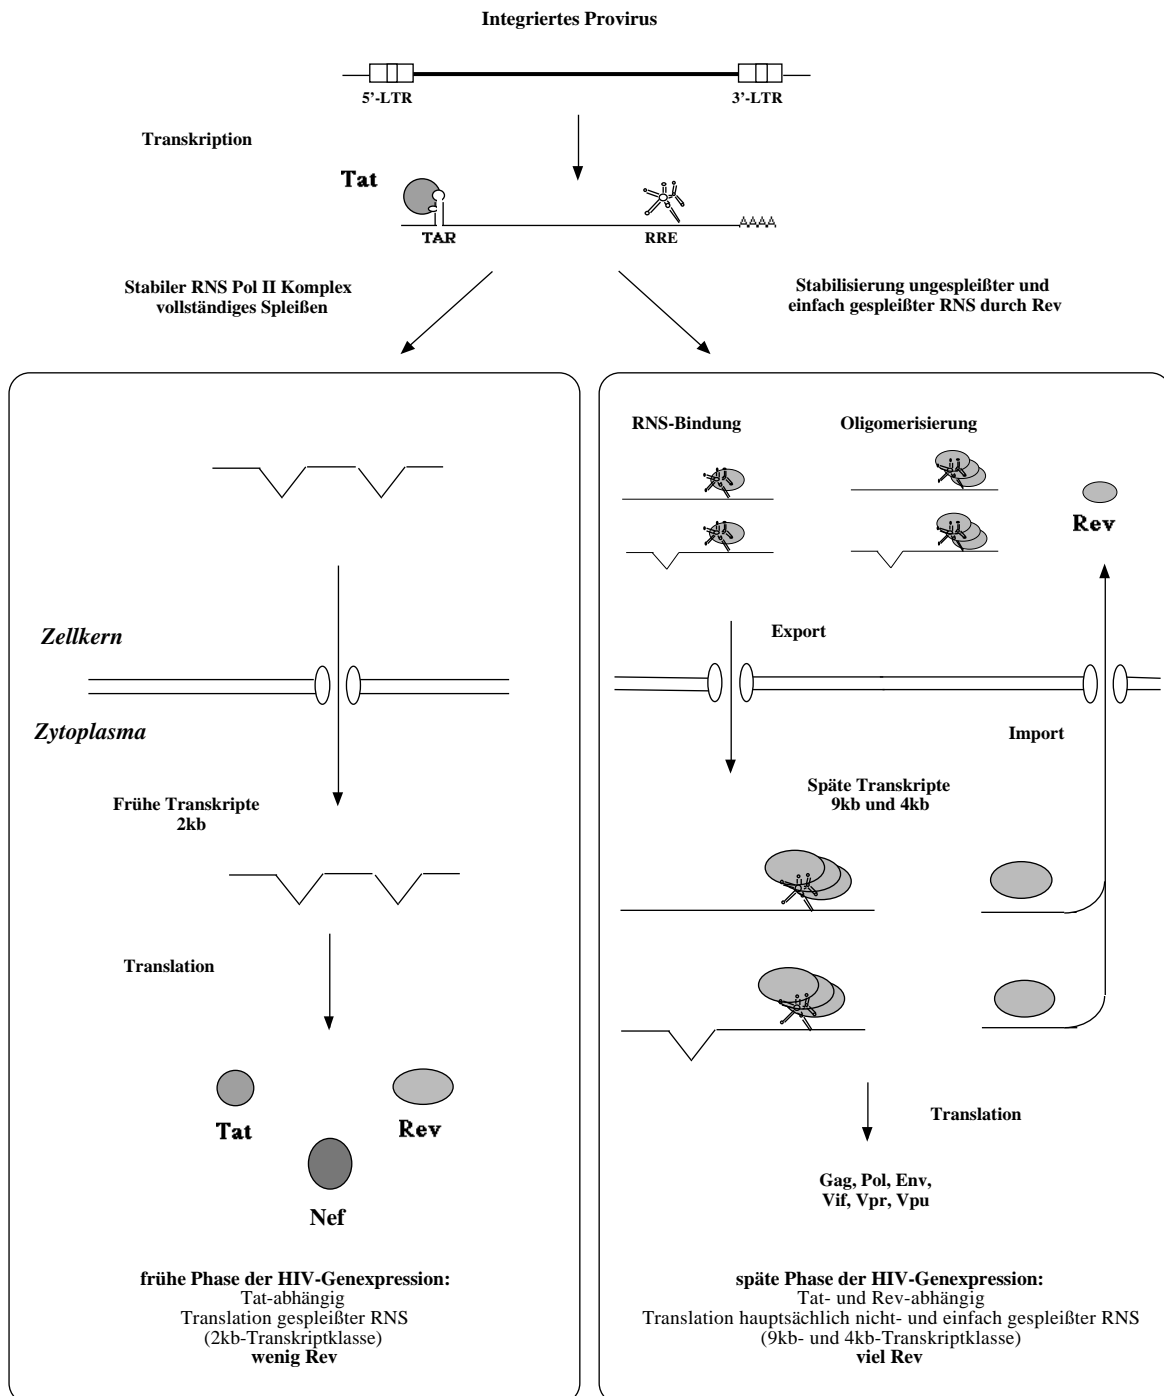 Integriertes Provirus
5'-LTR
3'-LTR
Transkription
Tat
TAR
RRE
AAAA
Stabiler RNS Pol II Komplex
vollständiges Spleißen
Stabilisierung ungespleißter und
einfach gespleißter RNS durch Rev
Zellkern
Zytoplasma
Frühe Transkripte
2kb
Translation
Tat
Rev
Nef
frühe Phase der HIV-Genexpression:
Tat-abhängig
Translation gespleißter RNS
(2kb-Transkriptklasse)
wenig Rev
RNS-Bindung
Oligomerisierung
Rev
Export
Import
Späte Transkripte
9kb und 4kb
Translation
Gag, Pol, Env,
Vif, Vpr, Vpu
späte Phase der HIV-Genexpression:
Tat- und Rev-abhängig
Translation hauptsächlich nicht- und einfach gespleißter RNS
(9kb- und 4kb-Transkriptklasse)
viel Rev